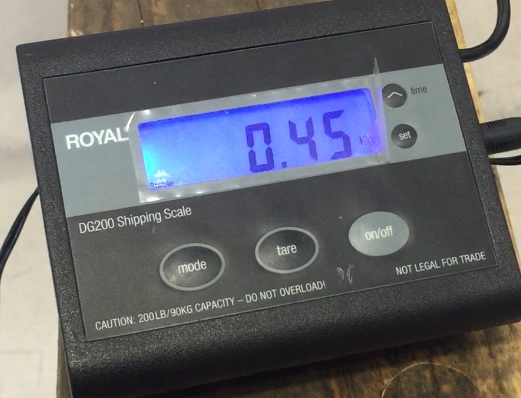 time
ROYAL
0.45
set
Stable
DG200 Shipping Scale
mode
tare
on/off
CAUTION: 200LB/90KG CAPACITY – DO NOT OVERLOAD!
NOT LEGAL FOR TRADE